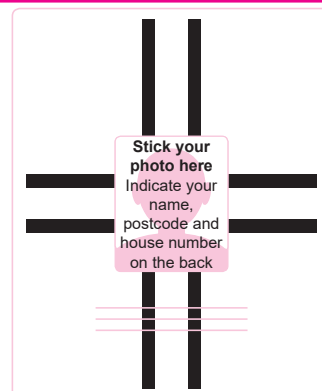 Stick your
photo here
Indicate your
name,
postcode and
house number
on the back